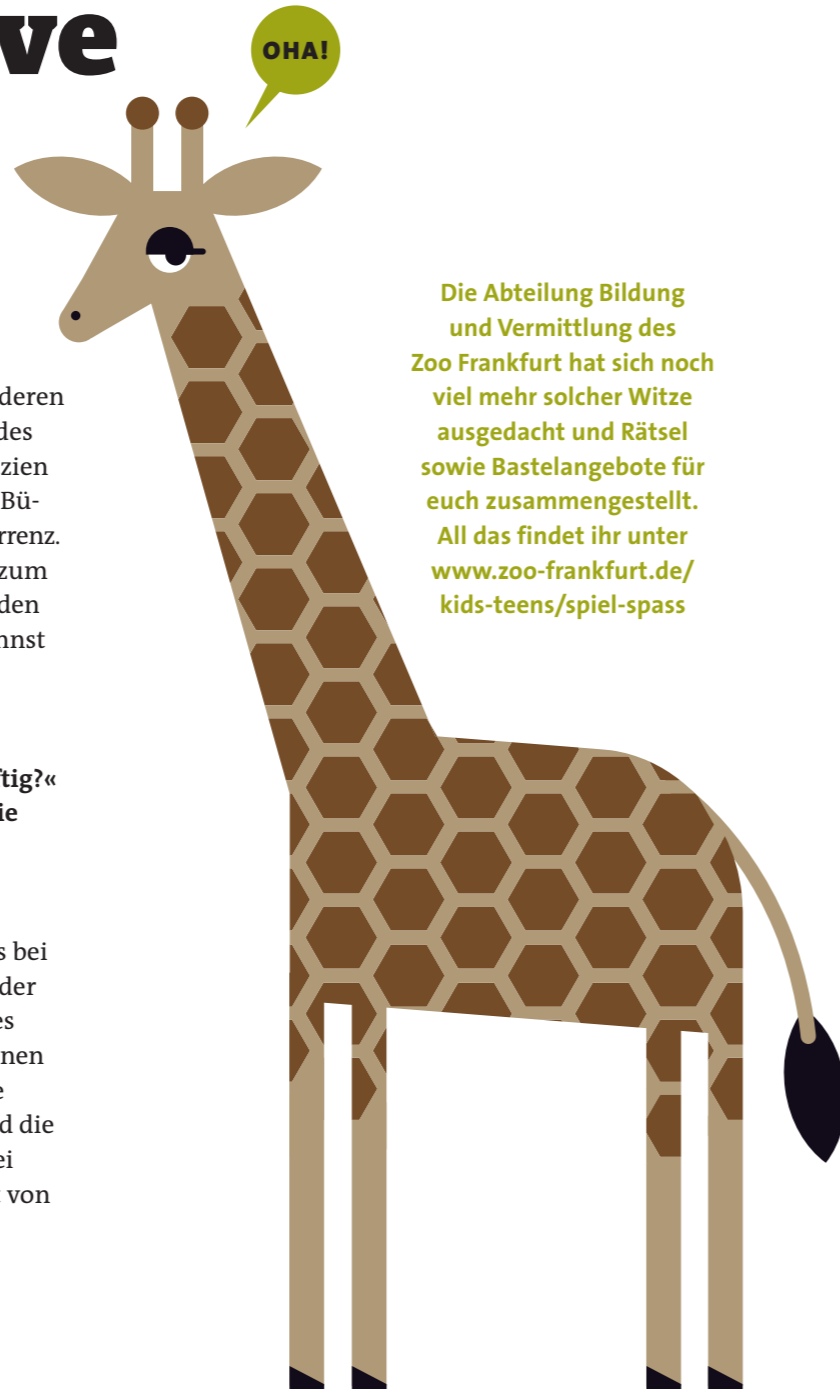 ve
OHA!
deren
des
zien
Bü-
rrenz.
zum
den
nnst
tig?«
ie
s bei
der
es
nen
e
d die
ei
t von
Die Abteilung Bildung
und Vermittlung des
Zoo Frankfurt hat sich noch
viel mehr solcher Witze
ausgedacht und Rätsel
sowie Bastelangebote für
euch zusammengestellt.
All das findet ihr unter
www.zoo-frankfurt.de/
kids-teens/spiel-spass